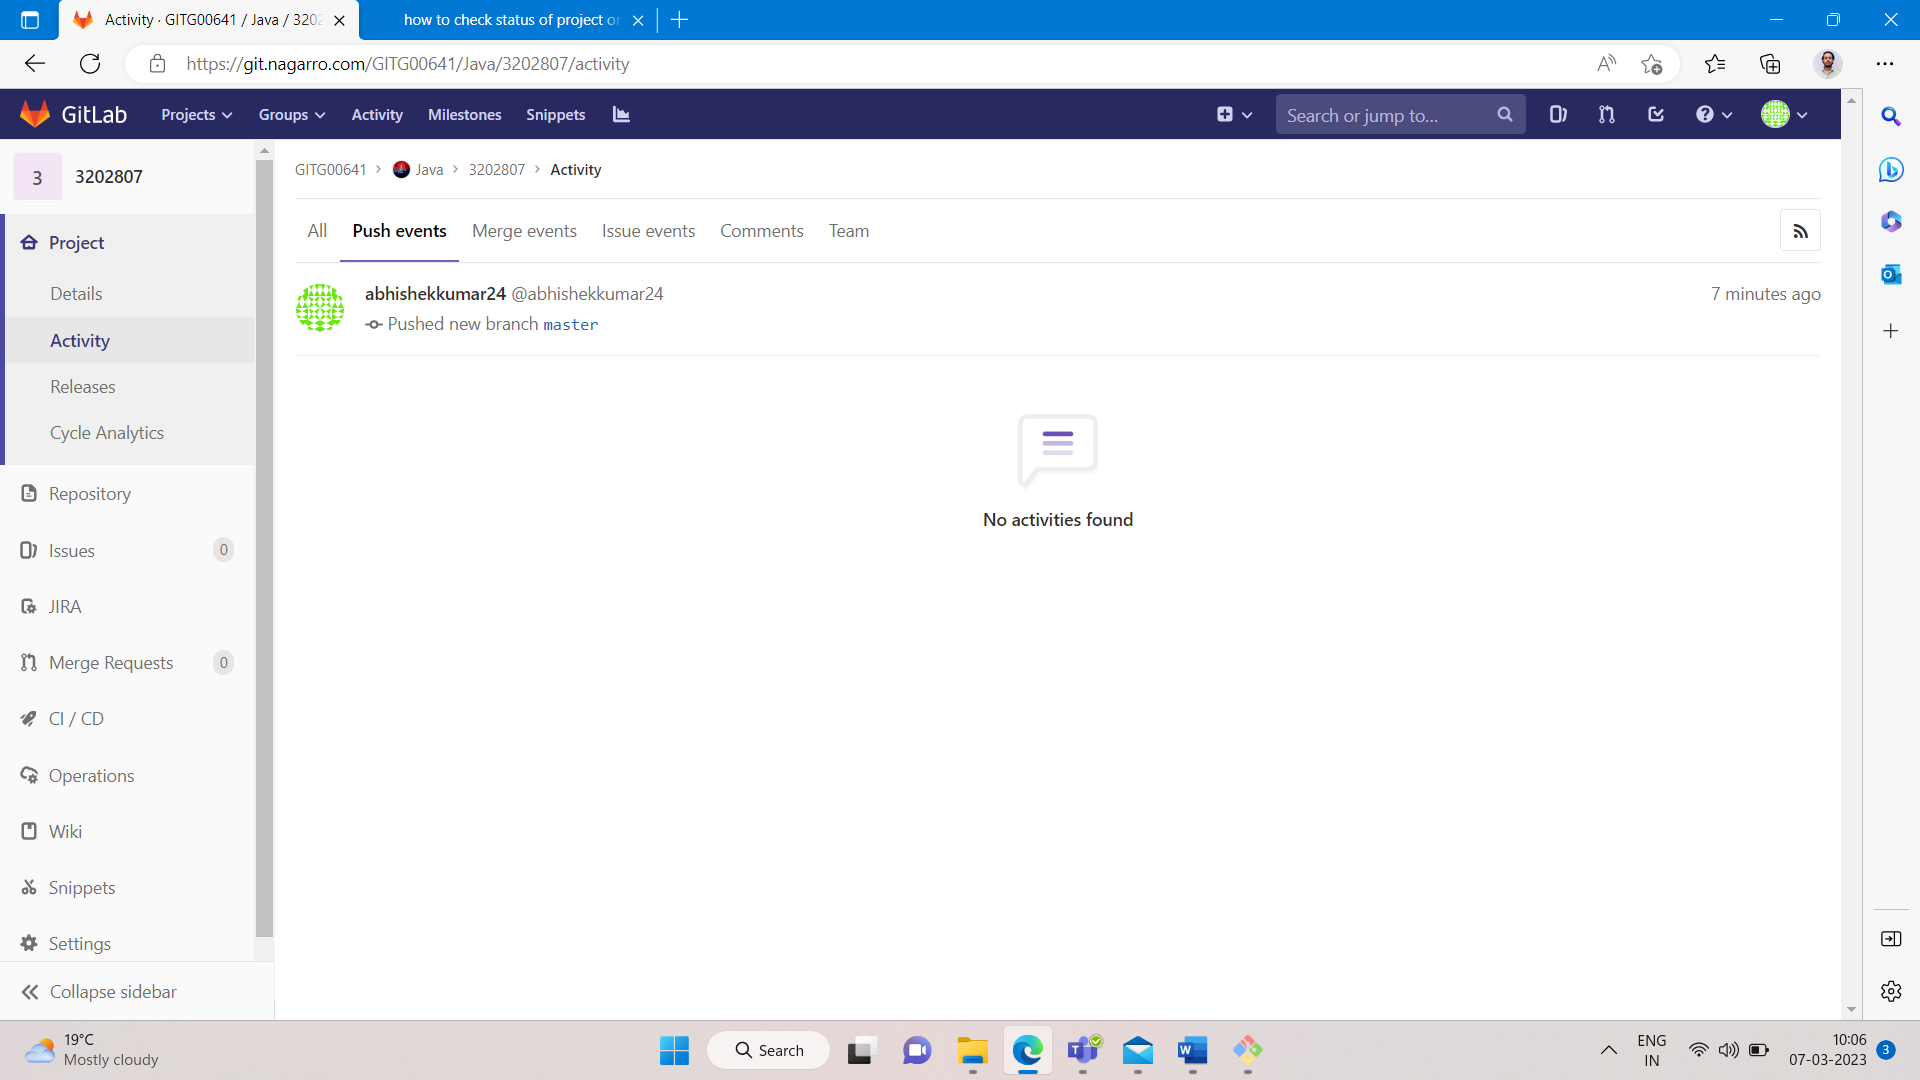 Activity · GITG00641 / Java / 3202
how to check status of project or
https://git.nagarro.com/GITG00641/Java/3202807/activity
GitLab
Projects
Groups
Activity
Milestones
Snippets
Search or jump to...
3
3202807
GITG00641 > Java > 3202807 > Activity
Project
Details
Activity
Releases
Cycle Analytics
Repository
Issues 0
JIRA
Merge Requests 0
CI / CD
Operations
Wiki
Snippets
Settings
Collapse sidebar
All
Push events
Merge events
Issue events
Comments
Team
abhishekkumar24 @abhishekkumar24
7 minutes ago
Pushed new branch master
No activities found
19°C
Mostly cloudy
Search
ENG
IN
10:06
07-03-2023
3